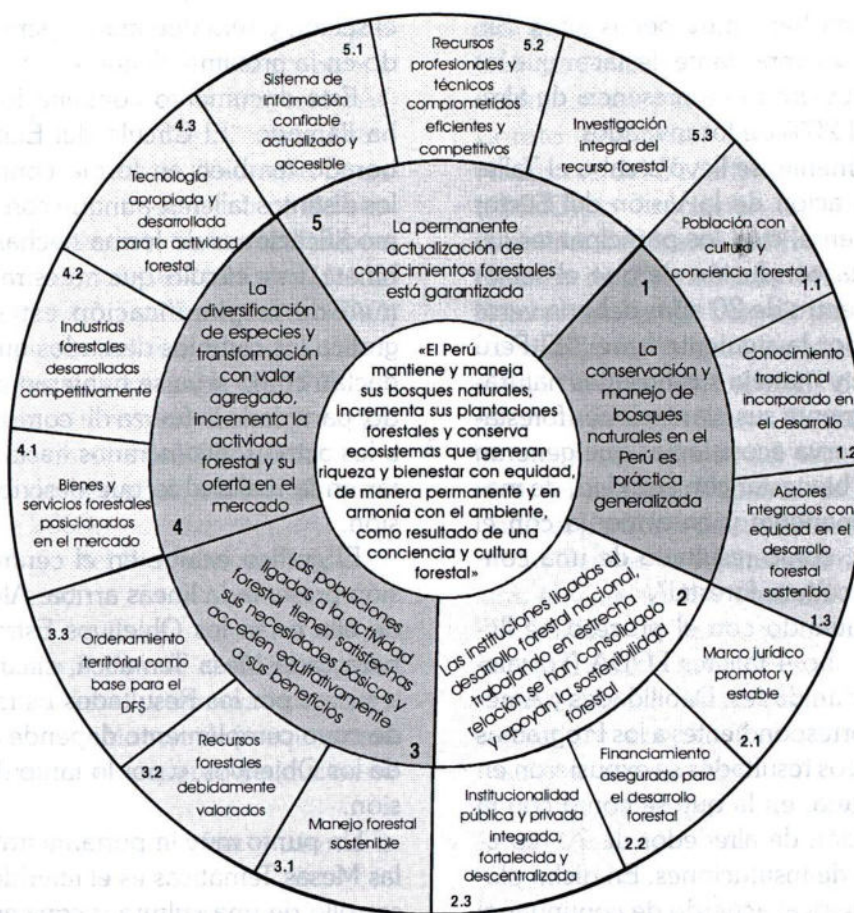 5.1
Sistema de
información
confiable
actualizado y
accesible
5.2
Recursos
profesionales y
técnicos
comprometidos
eficientes y
competitivos
5.3
Investigación
integral del
recurso forestal
4.3
Tecnología
apropiada y
desarrollada
para la actividad
forestal
Población con
cultura y
conciencia forestal
1.1
4.2
Industrias
forestales
desarrolladas
competitivamente
Conocimiento
tradicional
incorporado en
el desarrollo
1.2
4.1
Bienes y
servicios forestales
posicionados
en el mercado
Actores
integrados con
equidad en el
desarrollo
forestal
sostenido
1.3
3.3
Ordenamiento
territorial como
base para el
DFS
Marco jurídico
promotor y
estable
2.1
3.2
Recursos
forestales
debidamente
valorados
Financiamiento
asegurado para
el desarrollo
forestal
2.2
3.1
Manejo forestal
sostenible
Institucionalidad
pública y privada
integrada,
fortalecida y
descentralizada
2.3
5
La permanente
actualización de
conocimientos forestales
está garantizada
1
La
conservación y
manejo de
bosques
naturales en el
Perú es
práctica
generalizada
La
diversificación
de especies y
transformación
con valor
agregado,
incrementa la
actividad
forestal y su
oferta en el
mercado
4
«El Perú
mantiene y maneja
sus bosques naturales,
incrementa sus plantaciones
forestales y conserva
ecosistemas que generan
riqueza y bienestar con equidad,
de manera permanente y en
armonía con el ambiente,
como resultado de una
conciencia y cultura
forestal»
Las poblaciones
ligadas a la actividad
forestal tienen satisfechas
sus necesidades básicas y
acceden equitativamente
a sus beneficios
3
2
Las instituciones ligadas al
desarrollo forestal nacional,
trabajando en estrecha
relación se han consolidado
y apoyan la sostenibilidad
forestal